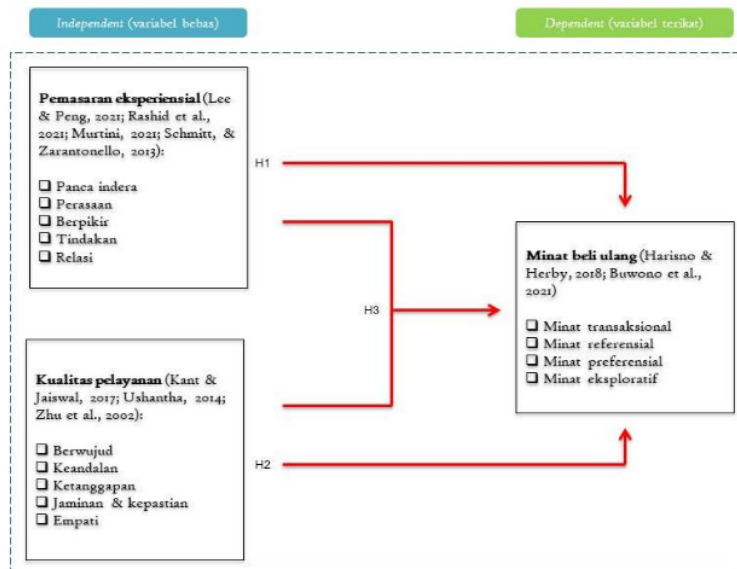 Independent (variabel bebas)
Dependent (variabel terikat)
Pemasaran eksperiensial (Lee
& Peng, 2021; Rashid et al.,
2021; Murtini, 2021; Schmitt, &
Zarantonello, 2013):
❑ Panca indera
❑ Perasaan
❑ Berpikir
❑ Tindakan
❑ Relasi
H1
H3
Minat beli ulang (Harisno &
Herby, 2018; Buwono et al.,
2021)
❑ Minat transaksional
❑ Minat referensial
❑ Minat preferensial
❑ Minat eksploratif
Kualitas pelayanan (Kant &
Jaiswal, 2017; Ushantha, 2014;
Zhu et al., 2002):
❑ Berwujud
❑ Keandalan
❑ Ketanggapan
❑ Jaminan & kepastian
❑ Empati
H2